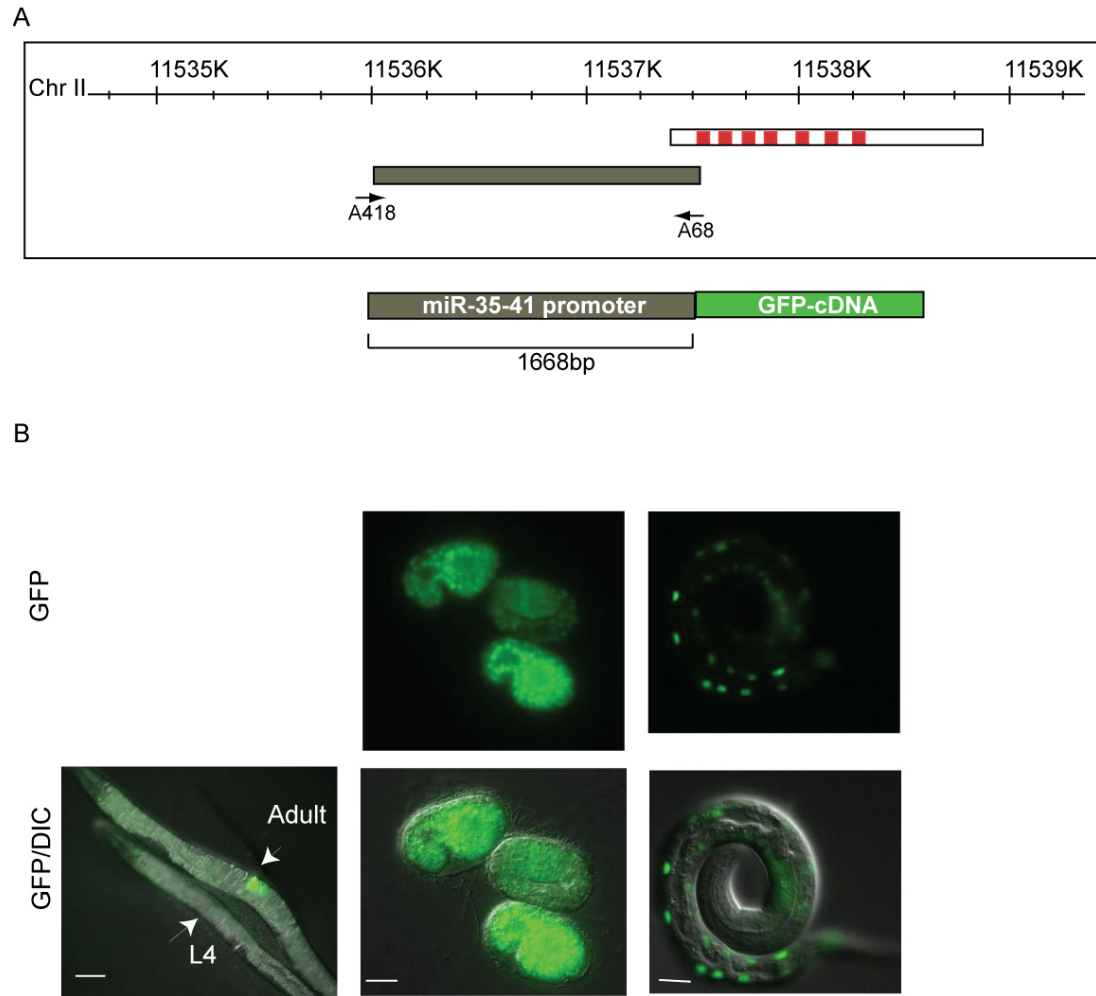 A
11535K 11536K 11537K 11538K 11539K
Chr II
A418
A68
miR-35-41 promoter GFP-cDNA
1668bp
B
GFP
GFP/DIC
Adult
L4